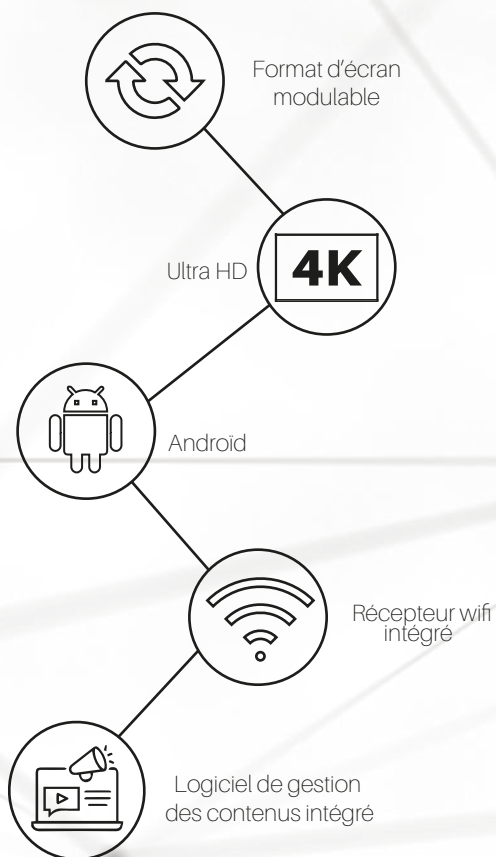 Format d'écran
modulable
Ultra HD
4K
Androïd
Récepteur wifi
intégré
Logiciel de gestion
des contenus intégré